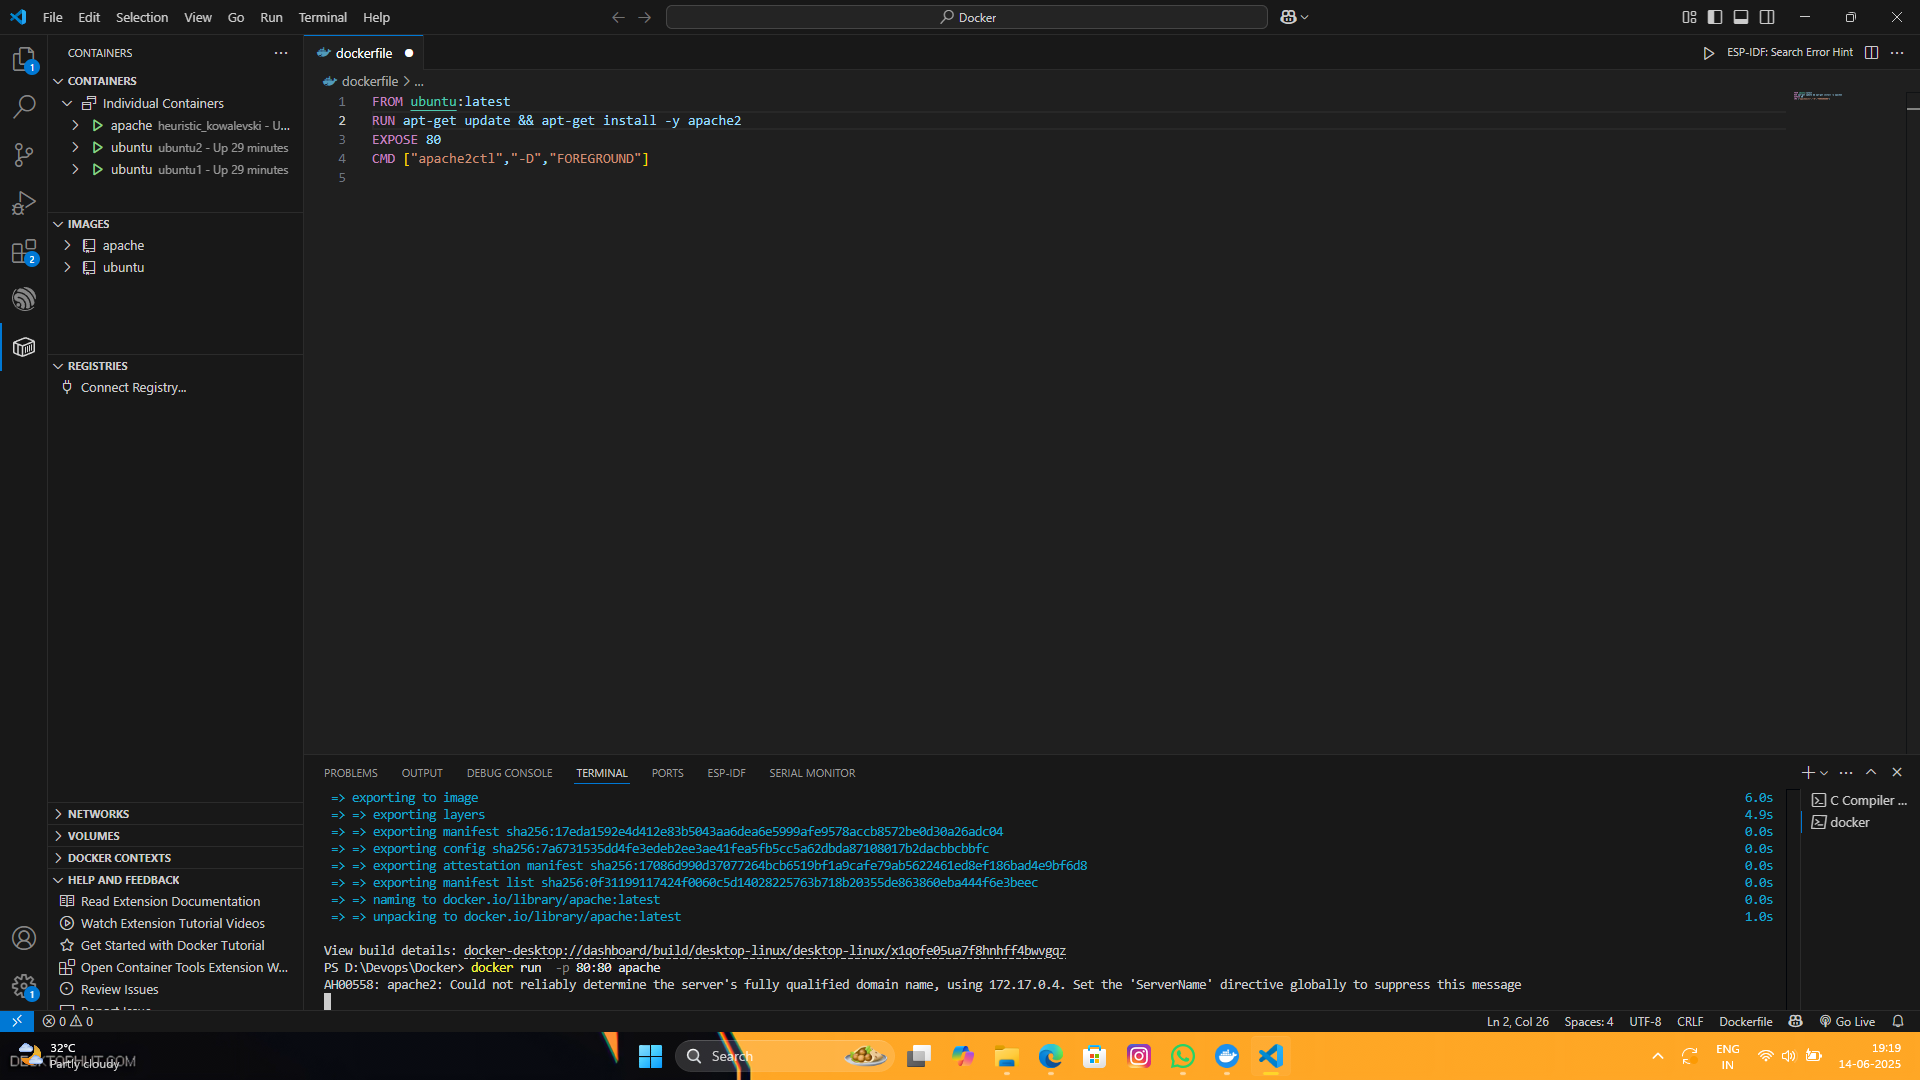 File Edit Selection View Go Run Terminal Help
Docker
CONTAINERS
CONTAINERS
Individual Containers
apache heuristic_kowalevski - U...
ubuntu ubuntu2 - Up 29 minutes
ubuntu ubuntu1 - Up 29 minutes
IMAGES
apache
ubuntu
REGISTRIES
Connect Registry...
NETWORKS
VOLUMES
DOCKER CONTEXTS
HELP AND FEEDBACK
Read Extension Documentation
Watch Extension Tutorial Videos
Get Started with Docker Tutorial
Open Container Tools Extension W...
Review Issues
1
2
1
dockerfile
ESP-IDF: Search Error Hint
dockerfile > ...
1 FROM ubuntu:latest
2 RUN apt-get update && apt-get install -y apache2
3 EXPOSE 80
4 CMD ["apache2ctl","-D","FOREGROUND"]
5
PROBLEMS OUTPUT DEBUG CONSOLE TERMINAL PORTS ESP-IDF SERIAL MONITOR
=> exporting to image 6.0s
=> => exporting layers 4.9s
=> => exporting manifest sha256:17eda1592e4d412e83b5043aa6dea6e5999afe9578accb8572be0d30a26adc04 0.0s
=> => exporting config sha256:7a6731535dd4fe3edeb2ee3ae41fea5fb5cc5a62dbda87108017b2dacbbcbbfc 0.0s
=> => exporting attestation manifest sha256:17086d990d37077264bcb6519bf1a9cafe79ab5622461ed8ef186bad4e9bf6d8 0.0s
=> => exporting manifest list sha256:0f31199117424f0060c5d14028225763b718b20355de863860eba444f6e3beec 0.0s
=> => naming to docker.io/library/apache:latest 0.0s
=> => unpacking to docker.io/library/apache:latest 1.0s
View build details: docker-desktop://dashboard/build/desktop-linux/desktop-linux/x1qofe05ua7f8hnhff4bwvgqz
PS D:\Devops\Docker> docker run  -p 80:80 apache
AH00558: apache2: Could not reliably determine the server's fully qualified domain name, using 172.17.0.4. Set the 'ServerName' directive globally to suppress this message
C Compiler ...
docker
0 0
Ln 2, Col 26 Spaces: 4 UTF-8 CRLF Dockerfile Go Live
DESKTOPHUT.COM
32°C
Partly cloudy
Search
ENG
IN
19:19
14-06-2025